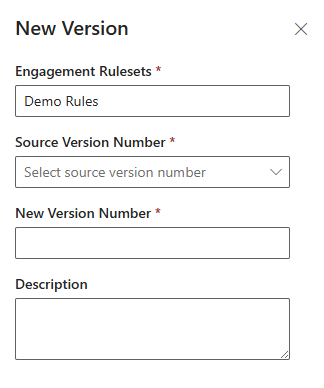 New Version
Engagement Rulesets *
Demo Rules
Source Version Number *
Select source version number
New Version Number *
Description